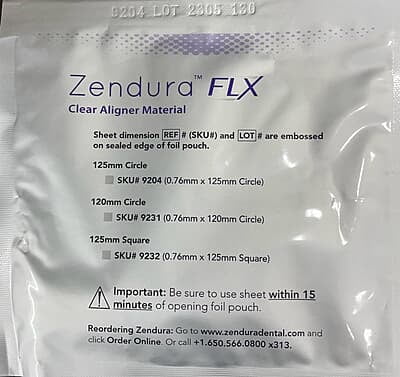 9204 LOT 2305 130
Zendura™ FLX
Clear Aligner Material
Sheet dimension REF # (SKU#) and LOT # are embossed
on sealed edge of foil pouch.
125mm Circle
SKU# 9204 (0.76mm x 125mm Circle)
120mm Circle
SKU# 9231 (0.76mm x 120mm Circle)
125mm Square
SKU# 9232 (0.76mm x 125mm Square)
Important: Be sure to use sheet within 15
minutes of opening foil pouch.
Reordering Zendura: Go to www.zenduradental.com and
click Order Online. Or call +1.650.566.0800 x313.